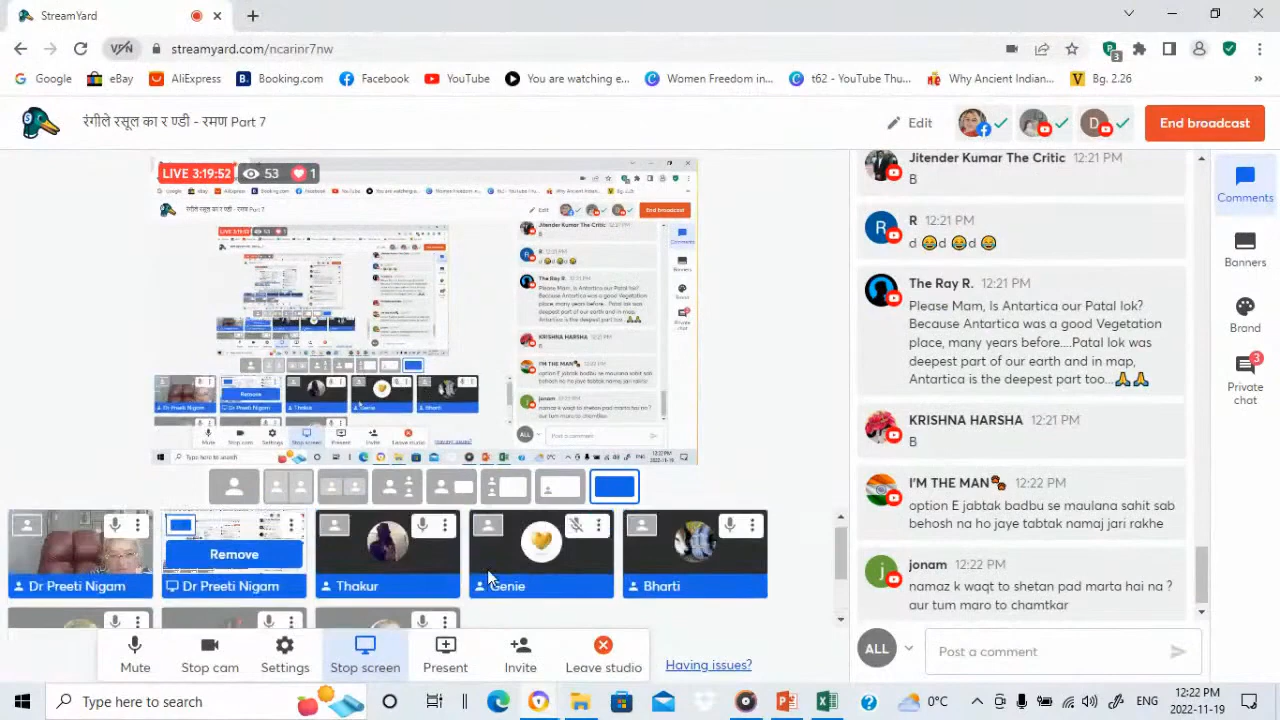 StreamYard
streamyard.com/ncarinr7nw
Google
eBay
AliExpress
Booking.com
Facebook
YouTube
You are watching e...
Women Freedom in...
t62 - YouTube Thu...
Why Ancient Indian...
Bg. 2.26
रंगीले रसूल का र ण्डी - रमण Part 7
Edit
End broadcast
LIVE 3:19:52 53 1
Jitender Kumar The Critic 12:21 PM
B
R 12:21 PM
The Ray R. 12:21 PM
Please Mam, Is Antartica our Patal lok?
Because Antartica was a good Vegeration
place many years before....Patal lok was
deepest part of our earth and in maps
Antarica is the deepest part too.
KRISHNA HARSHA 12:21 PM
B
I'M THE MAN 12:22 PM
option E jabtak badbu se maulana sahit sab
behosh na ho jaye tabtak namaj jari rakhe
jonam 12:22 PM
namaz k waqt to shetan pad marta hai na ?
aur tum maro to chamtkar
ALL
Post a comment
Comments
Banners
Brand
3
Private
chat
Remove
Dr Preeti Nigam
Dr Preeti Nigam
Thakur
Genie
Bharti
Mute
Stop cam
Settings
Stop screen
Present
Invite
Leave studio
Having issues?
Type here to search
0°C
ENG
12:22 PM
2022-11-19